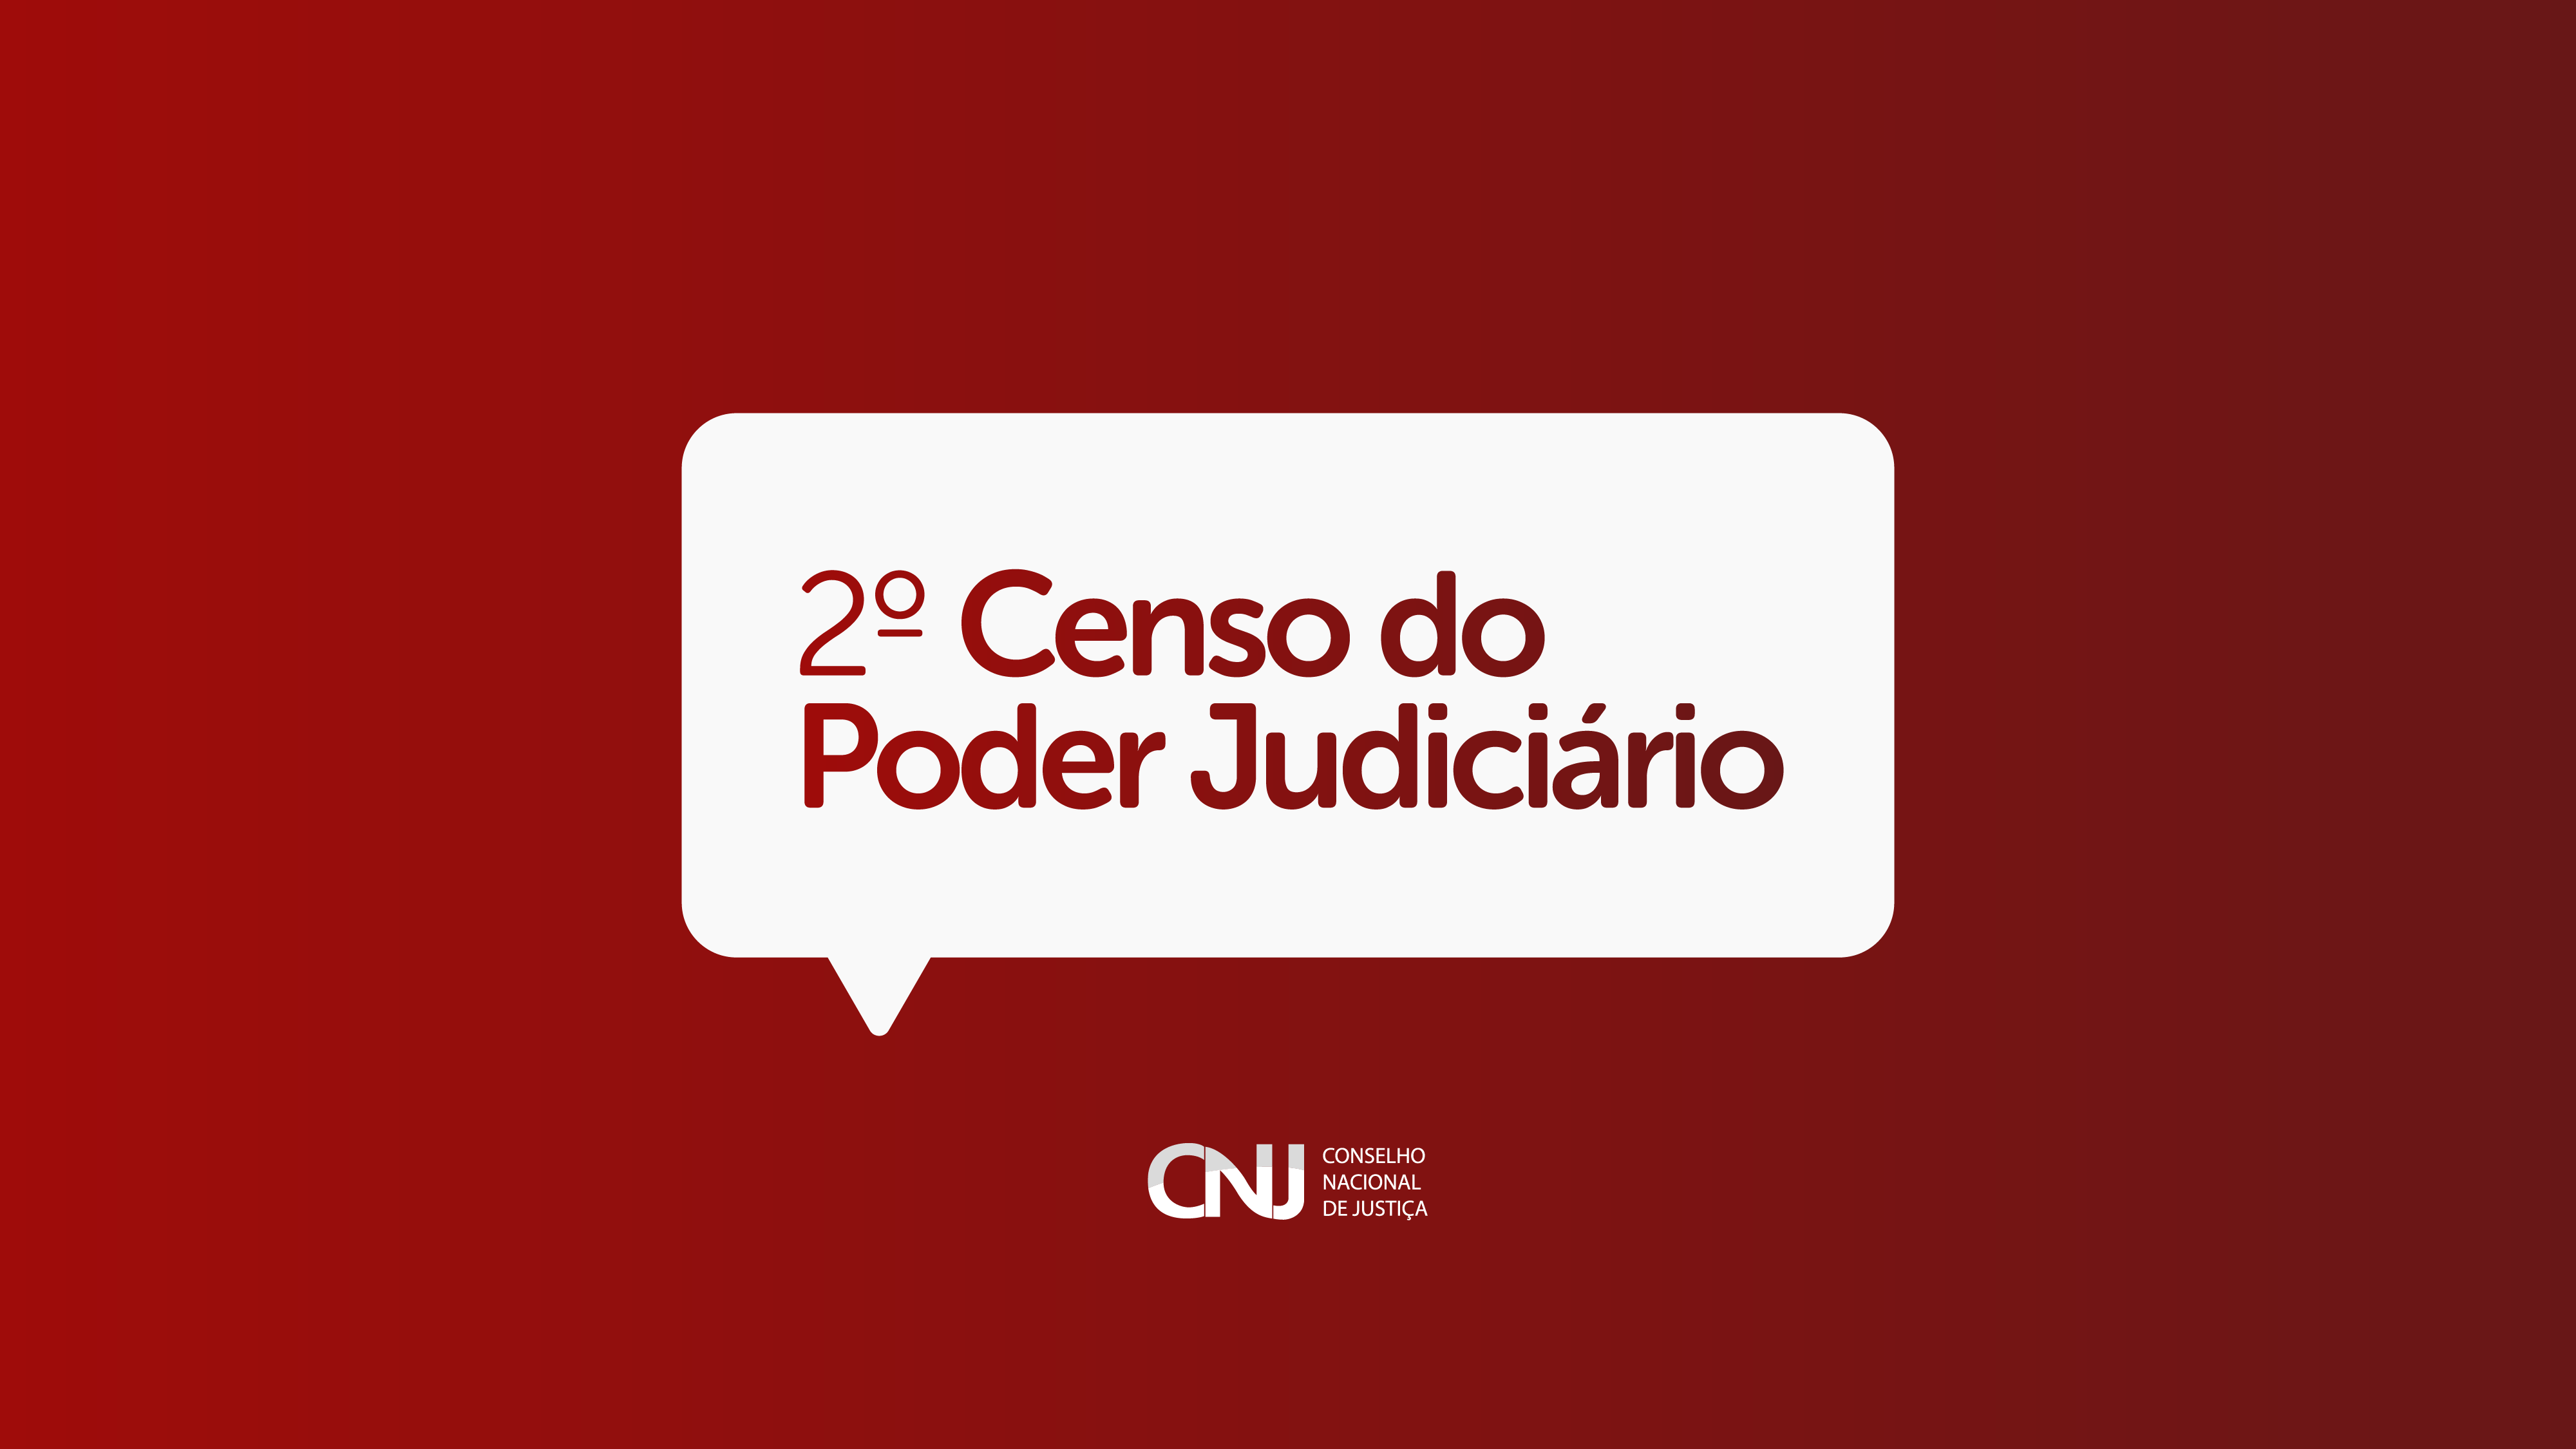 2º Censo do
Poder Judiciário
CNJ
CONSELHO
NACIONAL
DE JUSTIÇA